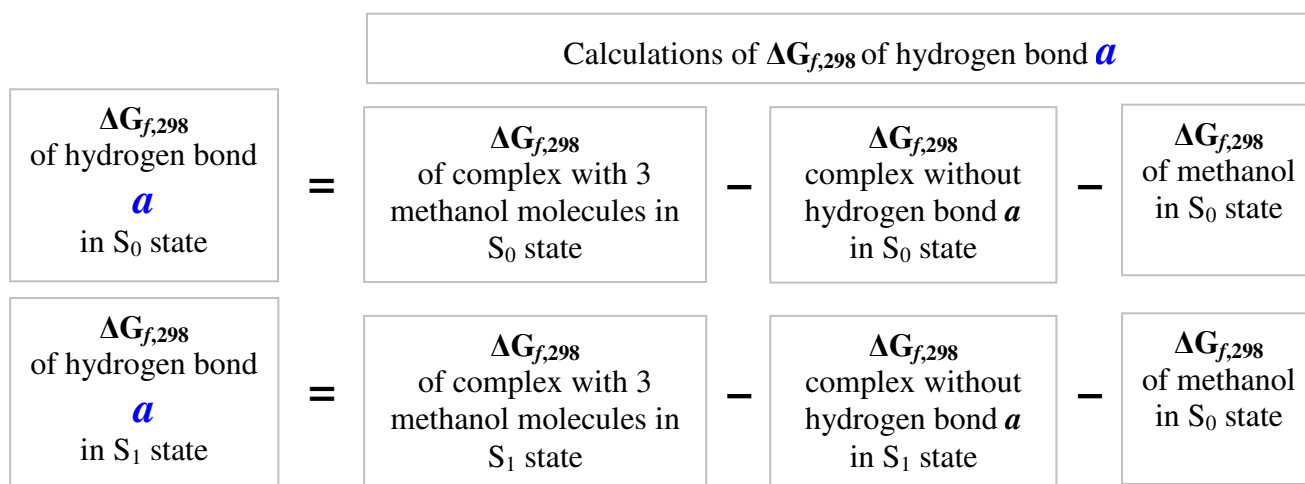 Calculations of ΔG𝑓,298 of hydrogen bond a
ΔGf,298
of hydrogen bond
a
in S0 state
=
ΔGf,298
of complex with 3
methanol molecules in
S0 state
−
ΔGf,298
complex without
hydrogen bond a
in S0 state
−
ΔGf,298
of methanol
in S0 state
ΔGf,298
of hydrogen bond
a
in S1 state
=
ΔGf,298
of complex with 3
methanol molecules in
S1 state
−
ΔGf,298
complex without
hydrogen bond a
in S1 state
−
ΔGf,298
of methanol
in S0 state